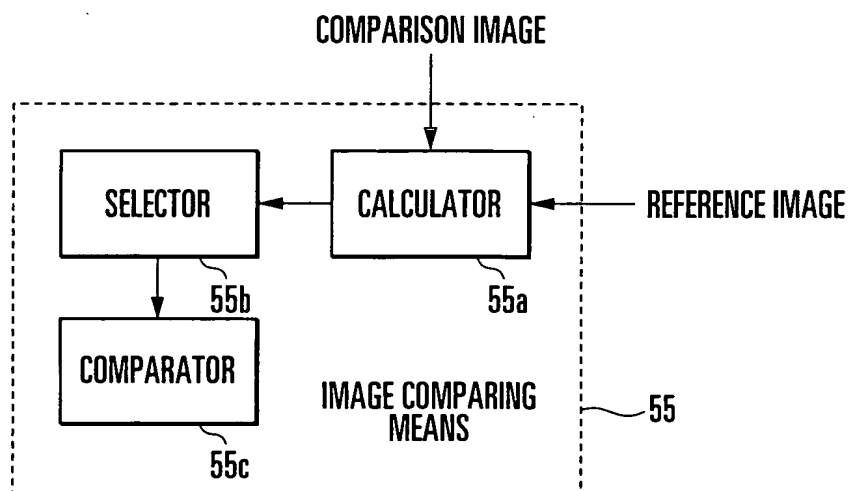 COMPARISON IMAGE
SELECTOR
CALCULATOR
REFERENCE IMAGE
55b
55a
COMPARATOR
IMAGE COMPARING
MEANS
55
55c